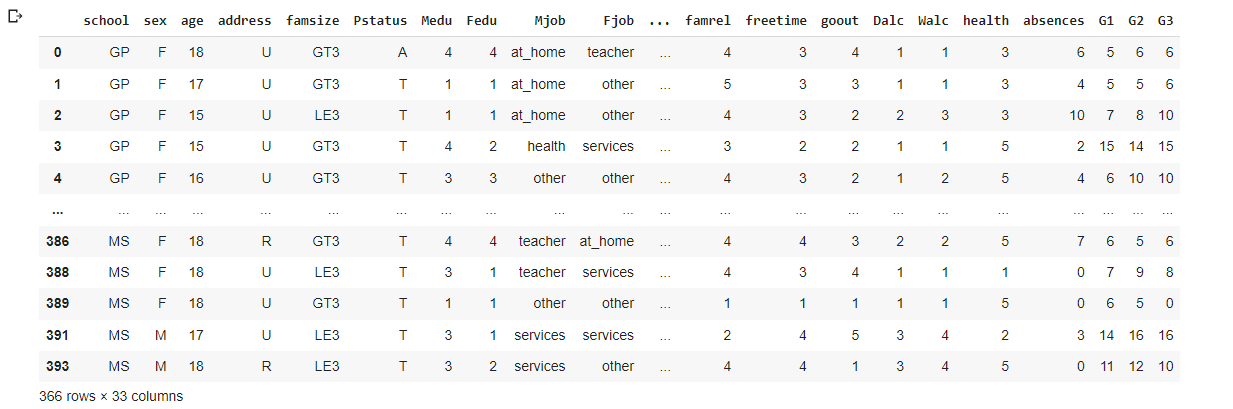 school sex age address famsize Pstatus Medu Fedu Mjob Fjob ... famrel freetime goout Dalc Walc health absences G1 G2 G3
0 GP F 18 U GT3 A 4 4 at_home teacher ... 4 3 4 1 1 3 6 5 6 6
1 GP F 17 U GT3 T 1 1 at_home other ... 5 3 3 1 1 3 4 5 5 6
2 GP F 15 U LE3 T 1 1 at_home other ... 4 3 2 2 3 3 10 7 8 10
3 GP F 15 U GT3 T 4 2 health services ... 3 2 2 1 1 5 2 15 14 15
4 GP F 16 U GT3 T 3 3 other other ... 4 3 2 1 2 5 4 6 10 10
... ... ... ... ... ... ... ... ... ... ... ... ... ... ... ... ... ... ... ... ... ...
386 MS F 18 R GT3 T 4 4 teacher at_home ... 4 4 3 2 2 5 7 6 5 6
388 MS F 18 U LE3 T 3 1 teacher services ... 4 3 4 1 1 1 0 7 9 8
389 MS F 18 U GT3 T 1 1 other other ... 1 1 1 1 1 5 0 6 5 0
391 MS M 17 U LE3 T 3 1 services services ... 2 4 5 3 4 2 3 14 16 16
393 MS M 18 R LE3 T 3 2 services other ... 4 4 1 3 4 5 0 11 12 10
366 rows × 33 columns